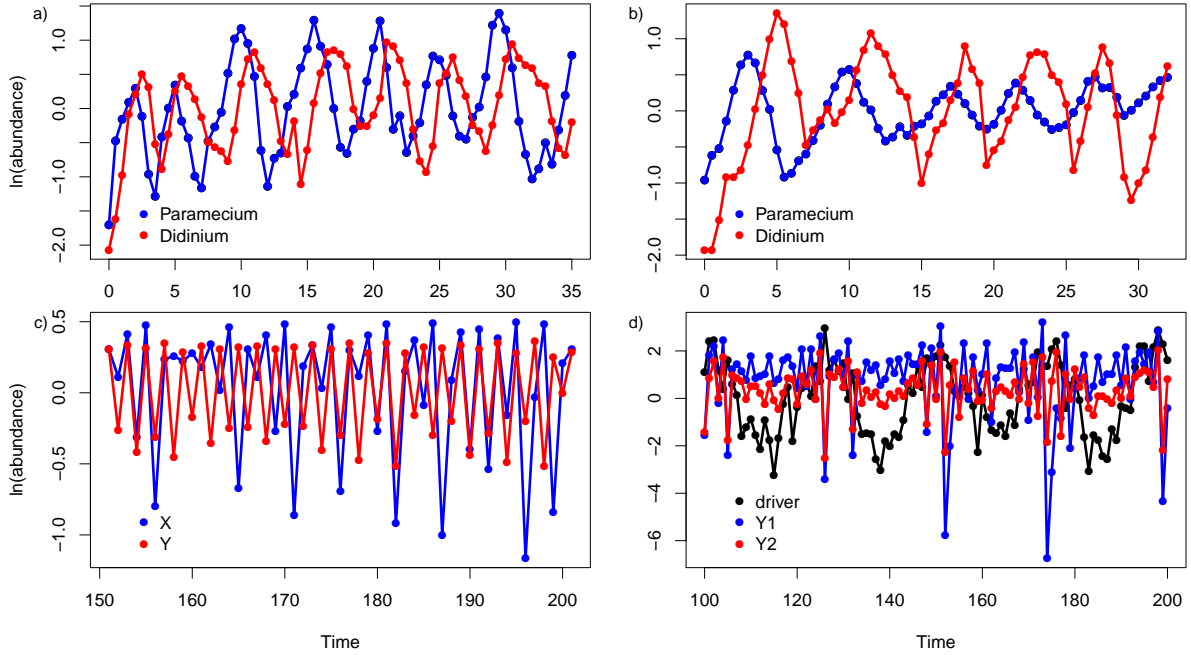 a)
ln(abundance)
1.0
0.0
−1.0
−2.0
Paramecium
Didinium
0 5 10 15 20 25 30 35
b)
1.0
0.0
−1.0
−2.0
Paramecium
Didinium
0 5 10 15 20 25 30
c)
ln(abundance)
0.5
0.0
−0.5
−1.0
X
Y
150 160 170 180 190 200
Time
d)
2
0
−2
−4
−6
driver
Y1
Y2
100 120 140 160 180 200
Time